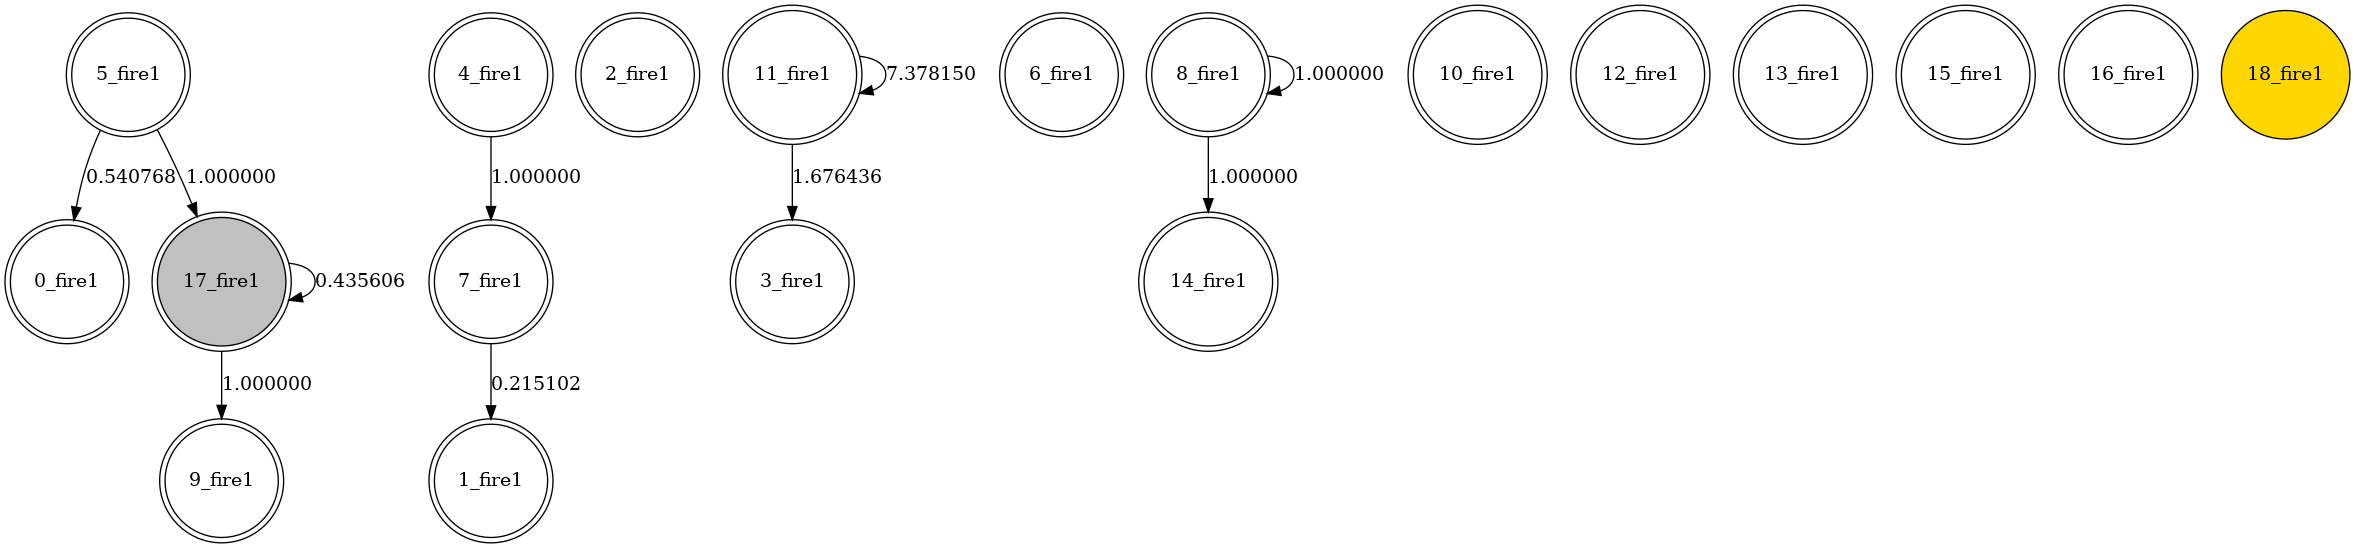 5_fire1
4_fire1
2_fire1
11_fire1
7.378150
6_fire1
8_fire1
1.000000
10_fire1
12_fire1
13_fire1
15_fire1
16_fire1
18_fire1
0.540768
1.000000
1.000000
1.676436
1.000000
0_fire1
17_fire1
0.435606
7_fire1
3_fire1
14_fire1
1.000000
0.215102
9_fire1
1_fire1